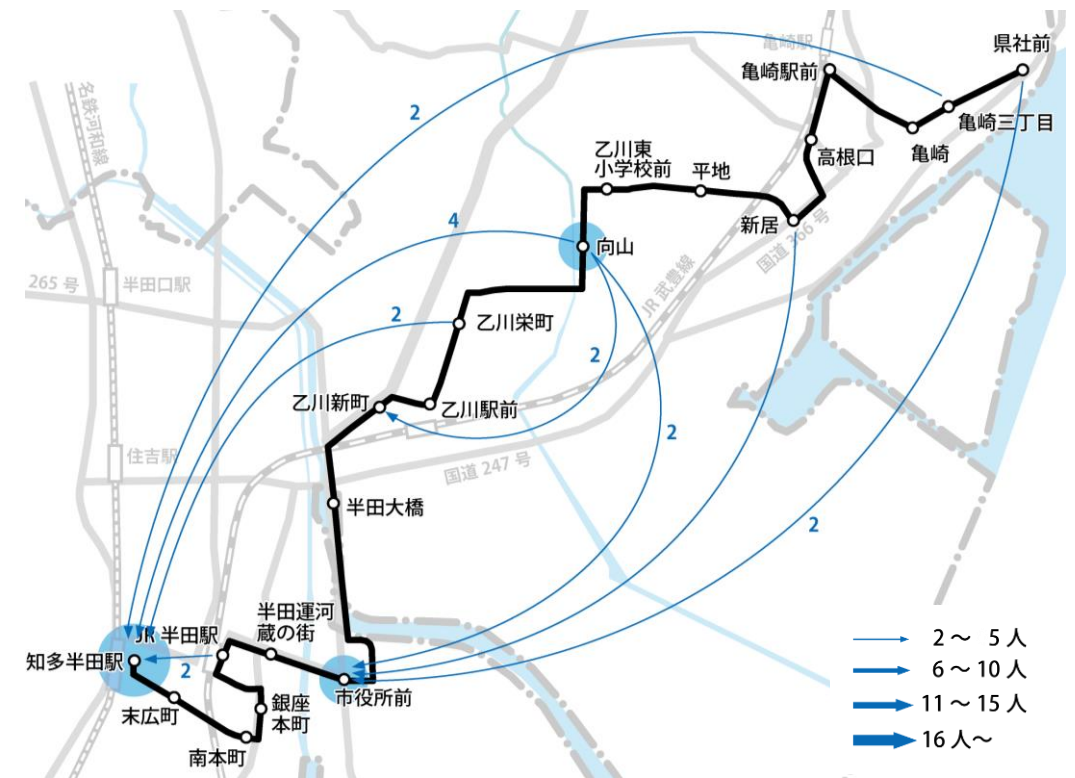 亀崎駅
県社前
亀崎駅前
亀崎三丁目
亀崎
高根口
乙川東
小学校前
平地
新居
国道 366 号
名鉄河和線
2
4
向山
JR 武豊線
265 号
半田口駅
2
乙川栄町
2
乙川新町
乙川駅前
2
住吉駅
国道 247 号
半田大橋
2
半田運河
蔵の街
JR 半田駅
知多半田駅
2
市役所前
末広町
銀座
本町
南本町
2～ 5人
6～10人
11～15人
16人～